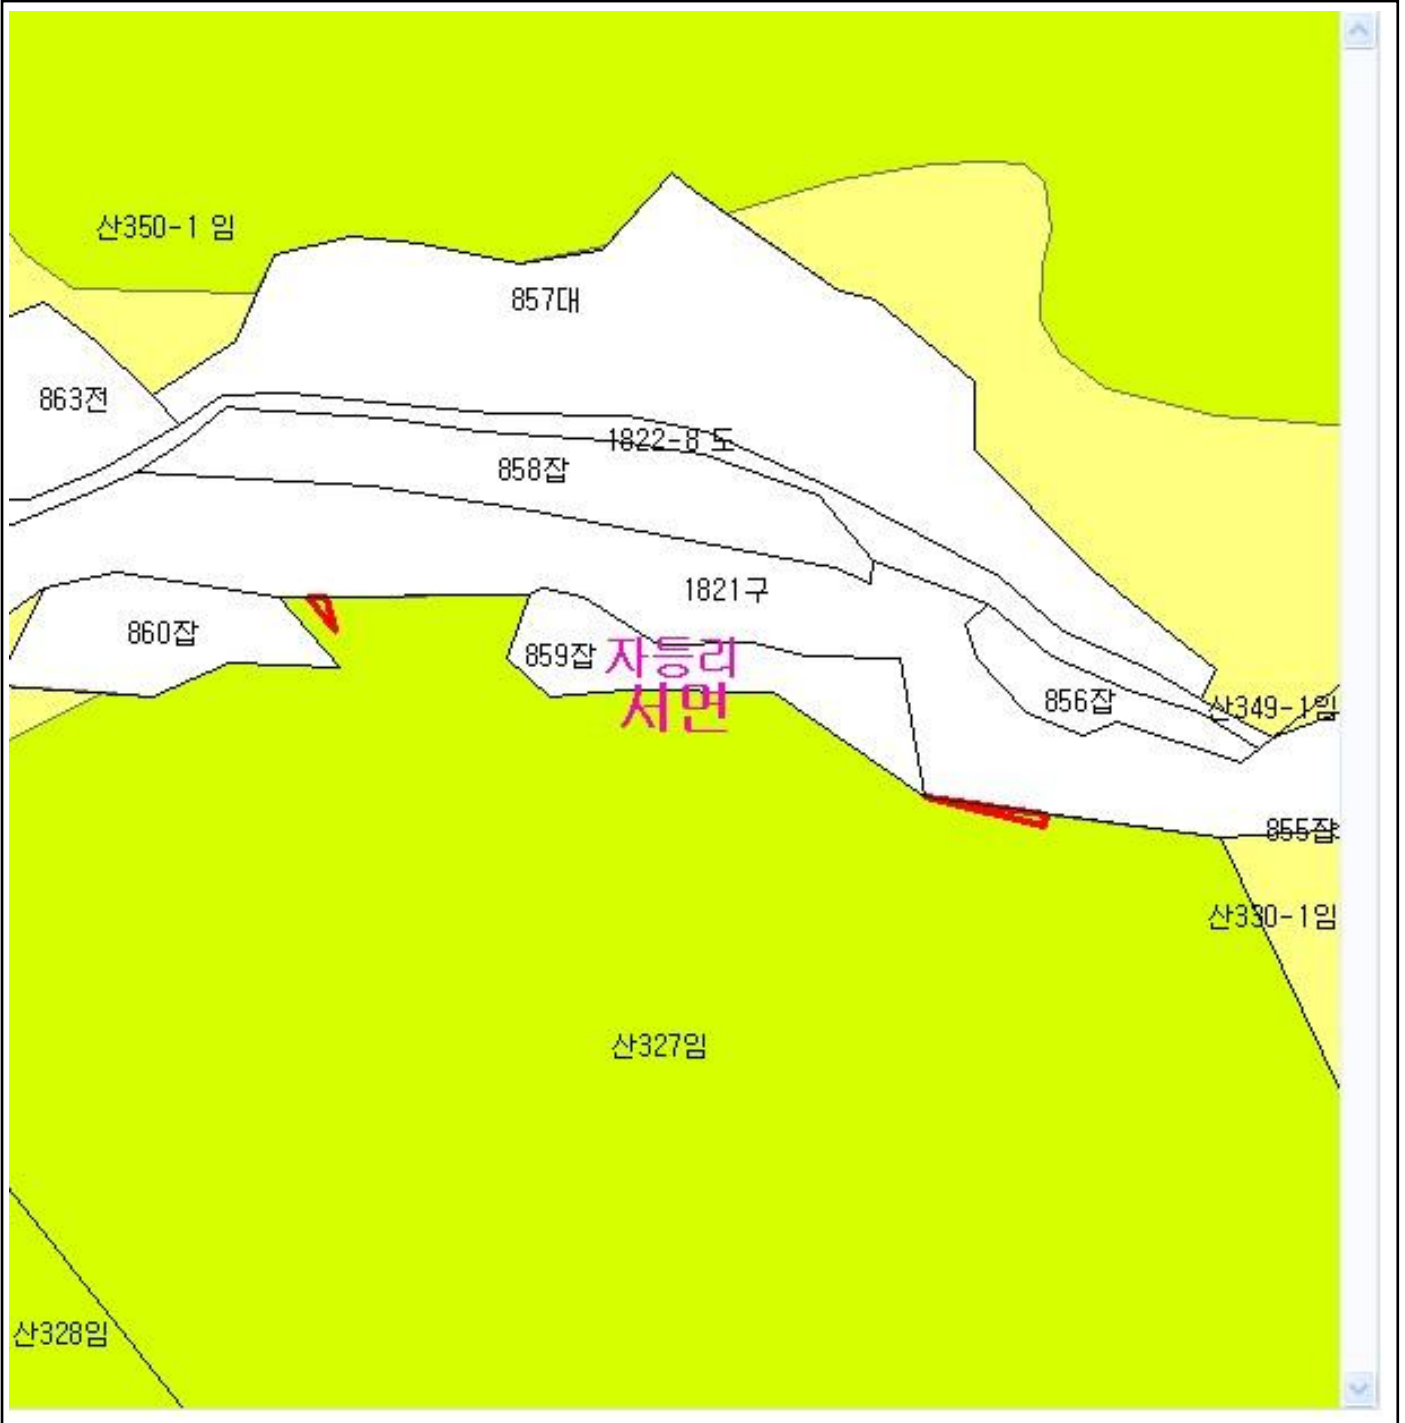 산350-1 임
857대
863전
1822-8 도
858잡
1821구
860잡
859잡
자등리
서면
856잡
산349-1임
855잡
산330-1임
산327임
산328임